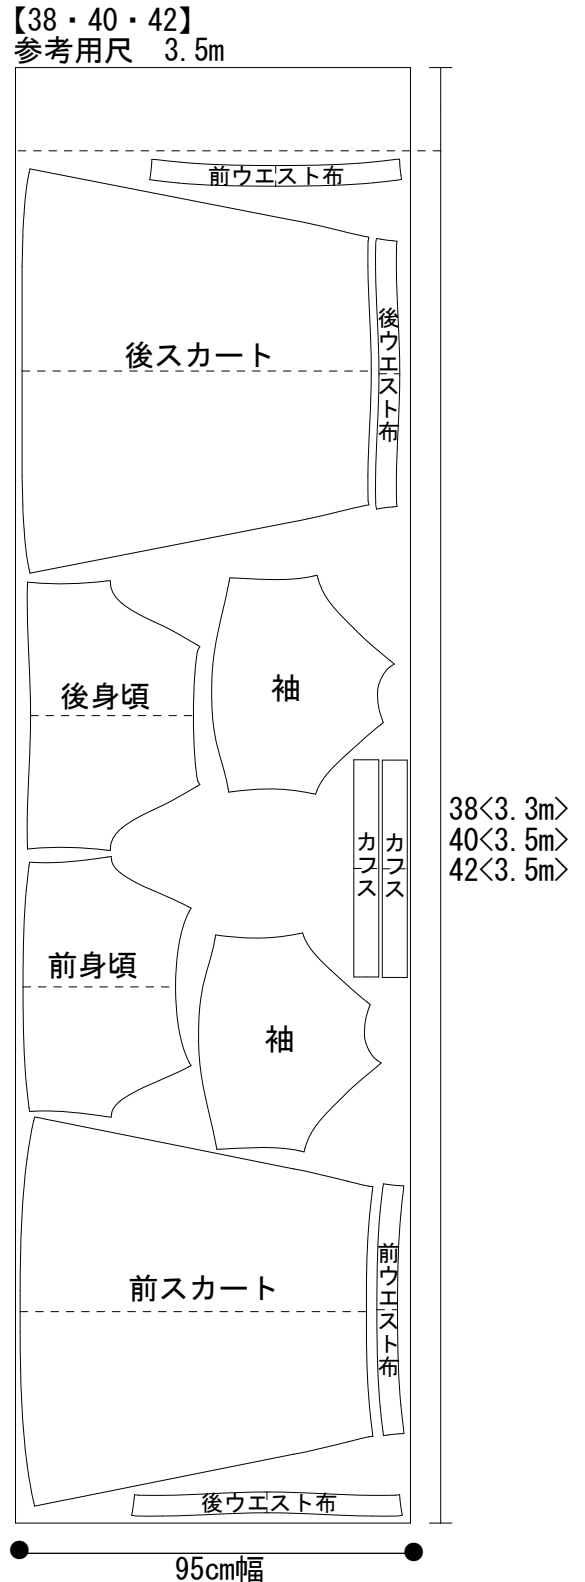 【38・40・42】
参考用尺　3.5m
前ウエスト布
後ウエスト布
後スカート
後身頃
袖
カフス
カフス
38<3.3m>
40<3.5m>
42<3.5m>
前身頃
袖
前スカート
前ウエスト布
後ウエスト布
95cm幅